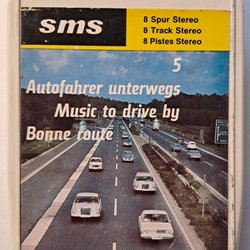 sms
8 Spur Stereo
8 Track Stereo
8 Pistes Stereo
5
Autofahrer unterwegs
Music to drive by
Bonne route